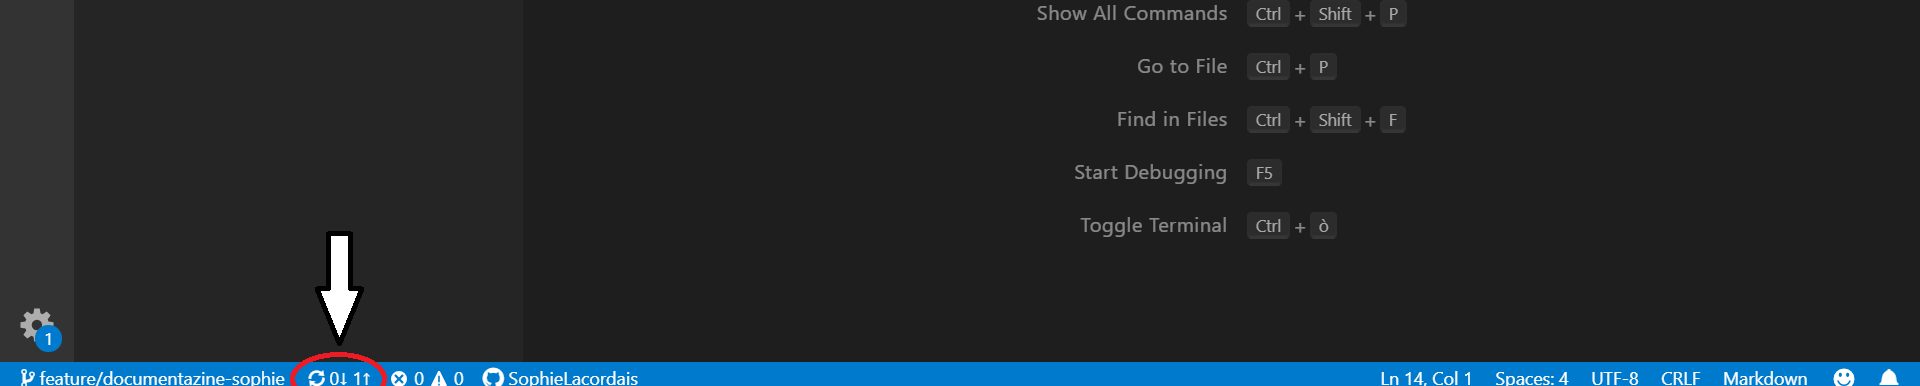 Show All Commands Ctrl + Shift + P
Go to File Ctrl + P
Find in Files Ctrl + Shift + F
Start Debugging F5
Toggle Terminal Ctrl + ò
1
feature/documentazine-sophie 0↓ 1↑ 0 0 SophieLacordais Ln 14, Col 1 Spaces: 4 UTF-8 CRLF Markdown